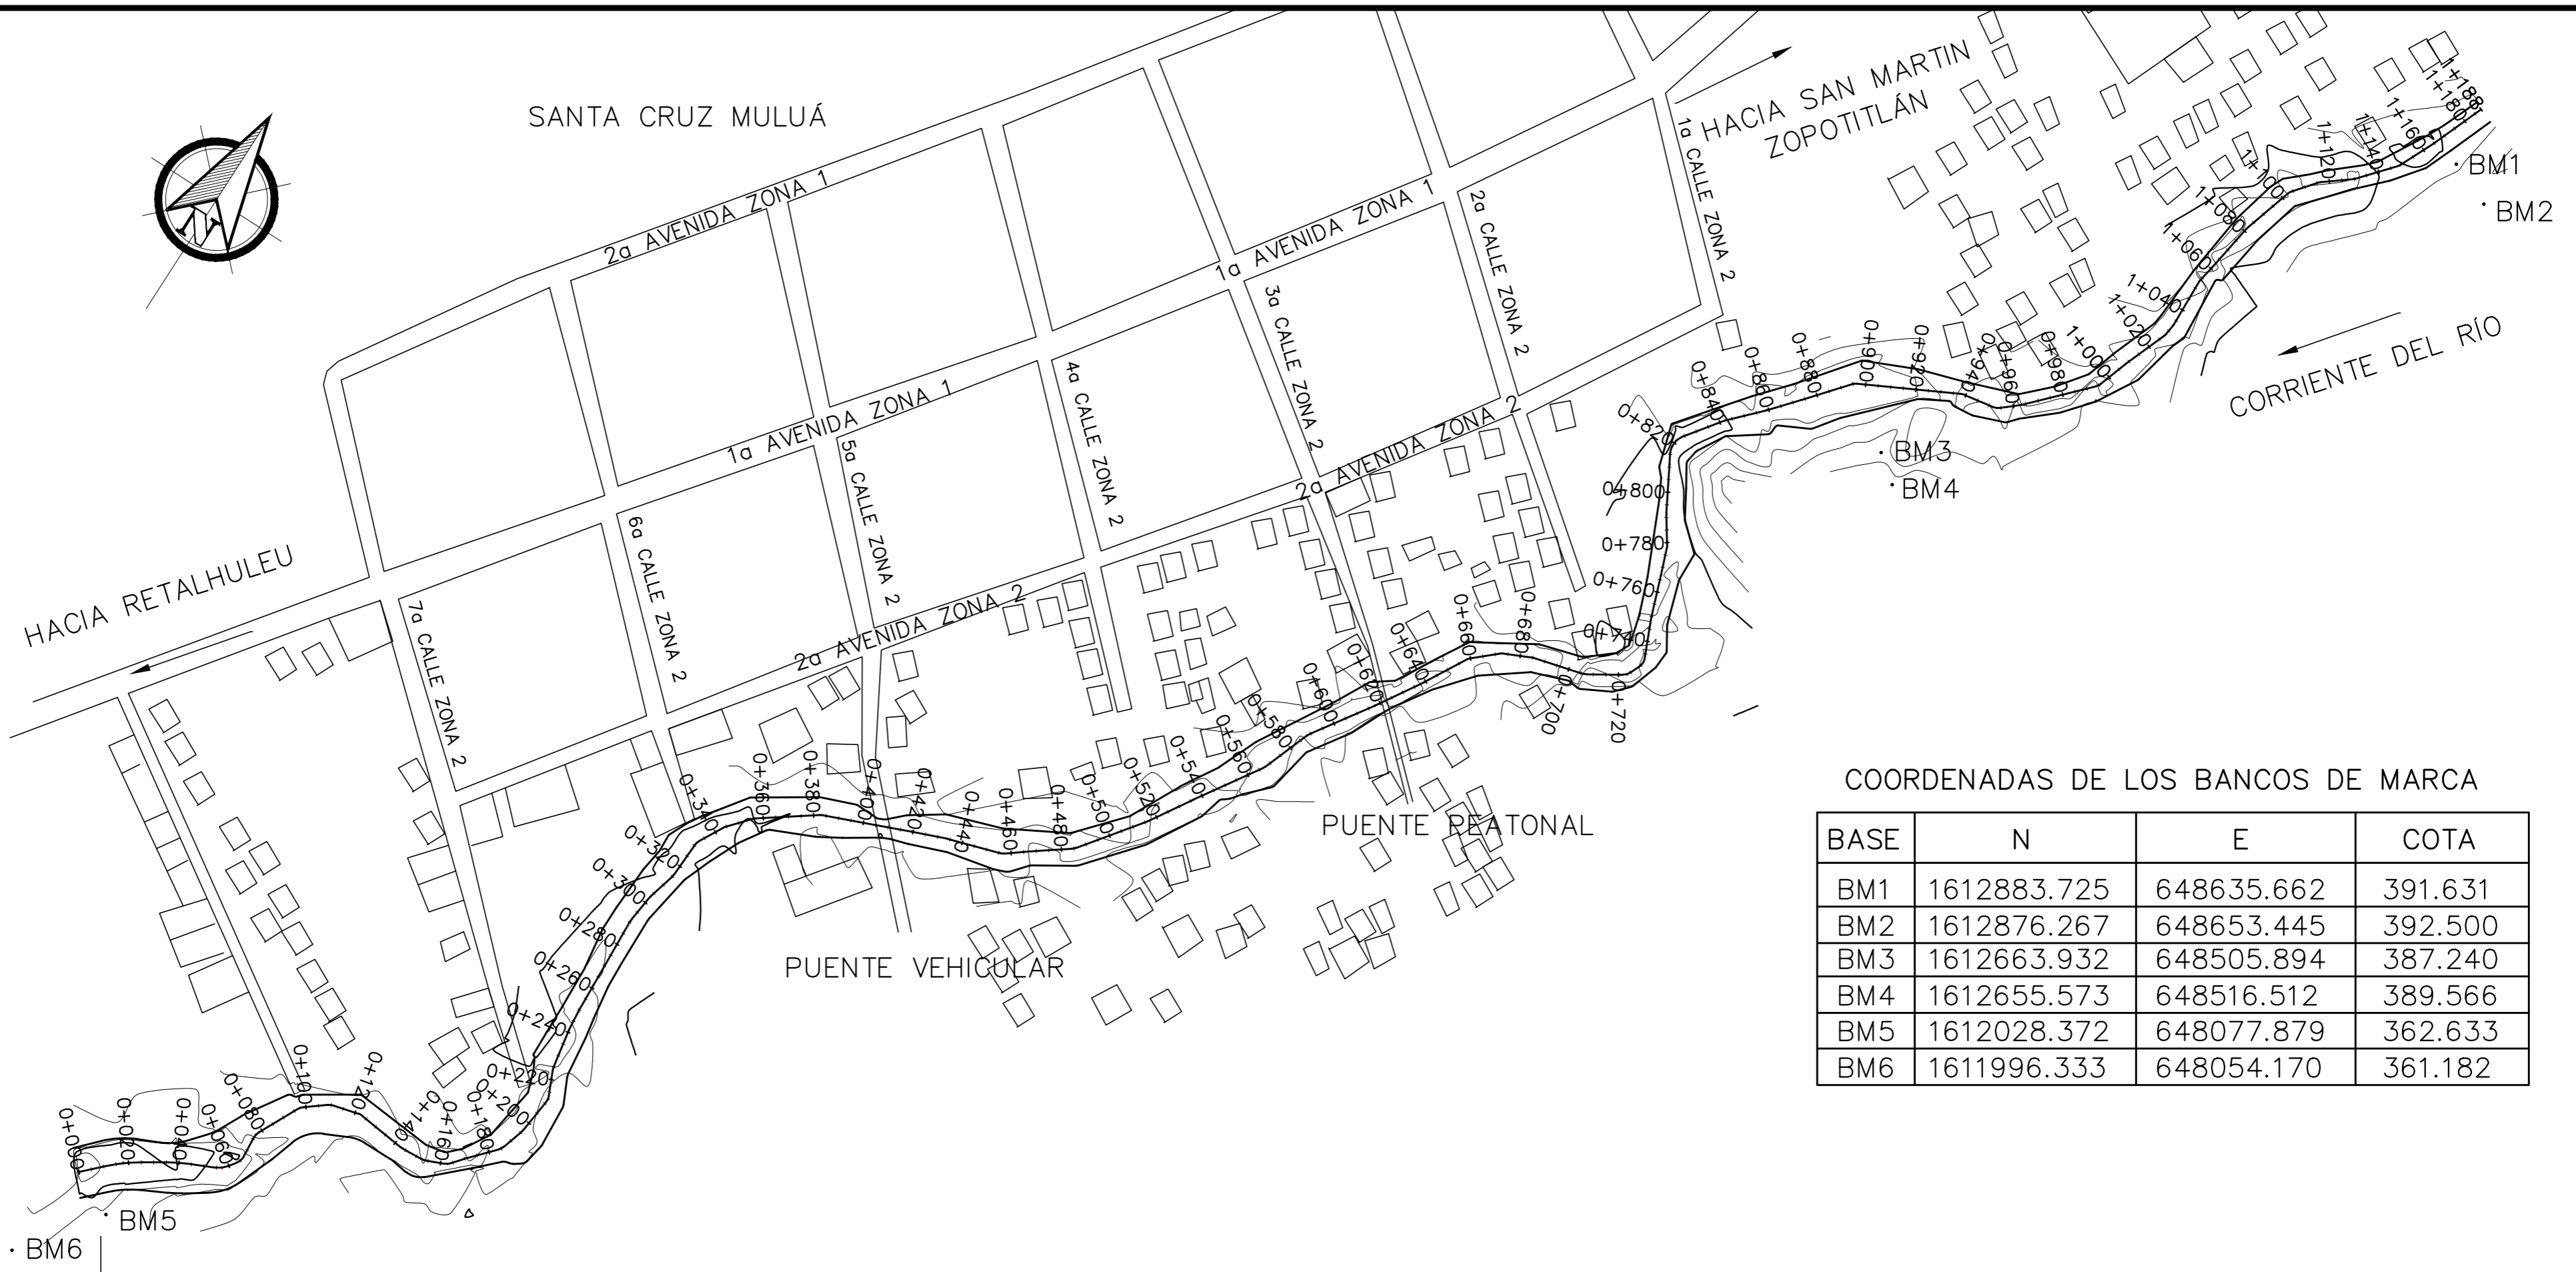 SANTA CRUZ MULUÁ
N
HACIA SAN MARTIN
ZOPOTITLÁN
2a AVENIDA ZONA 1
1a AVENIDA ZONA 1
1a AVENIDA ZONA 1
2a AVENIDA ZONA 2
2a AVENIDA ZONA 2
1a CALLE ZONA 2
2a CALLE ZONA 2
3a CALLE ZONA 2
4a CALLE ZONA 2
5a CALLE ZONA 2
6a CALLE ZONA 2
7a CALLE ZONA 2
HACIA RETALHULEU
CORRIENTE DEL RÍO
PUENTE PEATONAL
PUENTE VEHICULAR
BM1
BM2
BM3
BM4
BM5
BM6
0+000
0+020
0+040
0+060
0+080
0+100
0+120
0+140
0+160
0+180
0+200
0+220
0+240
0+260
0+280
0+300
0+320
0+340
0+360
0+380
0+400
0+420
0+440
0+460
0+480
0+500
0+520
0+540
0+560
0+580
0+600
0+620
0+640
0+660
0+680
0+700
0+720
0+740
0+760
0+780
0+800
0+820
0+840
0+860
0+880
0+900
0+920
0+940
0+960
0+980
1+000
1+020
1+040
1+060
1+080
1+100
1+120
1+140
1+160
1+180
1+188
COORDENADAS DE LOS BANCOS DE MARCA
BASE N E COTA
BM1 1612883.725 648635.662 391.631
BM2 1612876.267 648653.445 392.500
BM3 1612663.932 648505.894 387.240
BM4 1612655.573 648516.512 389.566
BM5 1612028.372 648077.879 362.633
BM6 1611996.333 648054.170 361.182